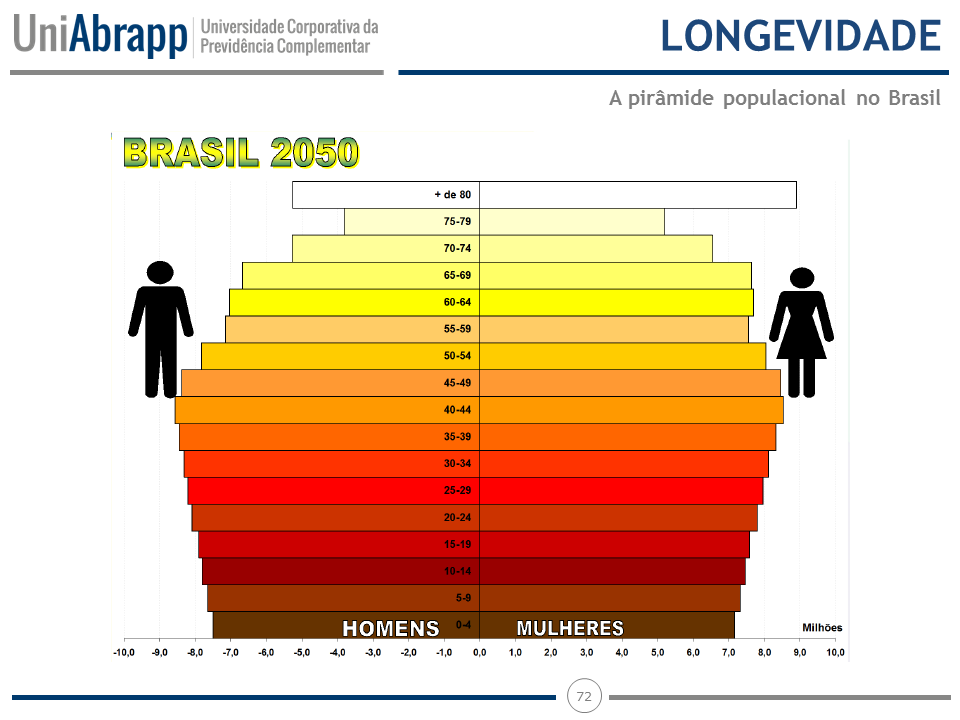 UniAbrapp
Universidade Corporativa da
Previdência Complementar
LONGEVIDADE
A pirâmide populacional no Brasil
BRASIL 2050
+ de 80
75-79
70-74
65-69
60-64
55-59
50-54
45-49
40-44
35-39
30-34
25-29
20-24
15-19
10-14
5-9
HOMENS 0-4 MULHERES
Milhões
-10,0 -9,0 -8,0 -7,0 -6,0 -5,0 -4,0 -3,0 -2,0 -1,0 0,0 1,0 2,0 3,0 4,0 5,0 6,0 7,0 8,0 9,0 10,0
72